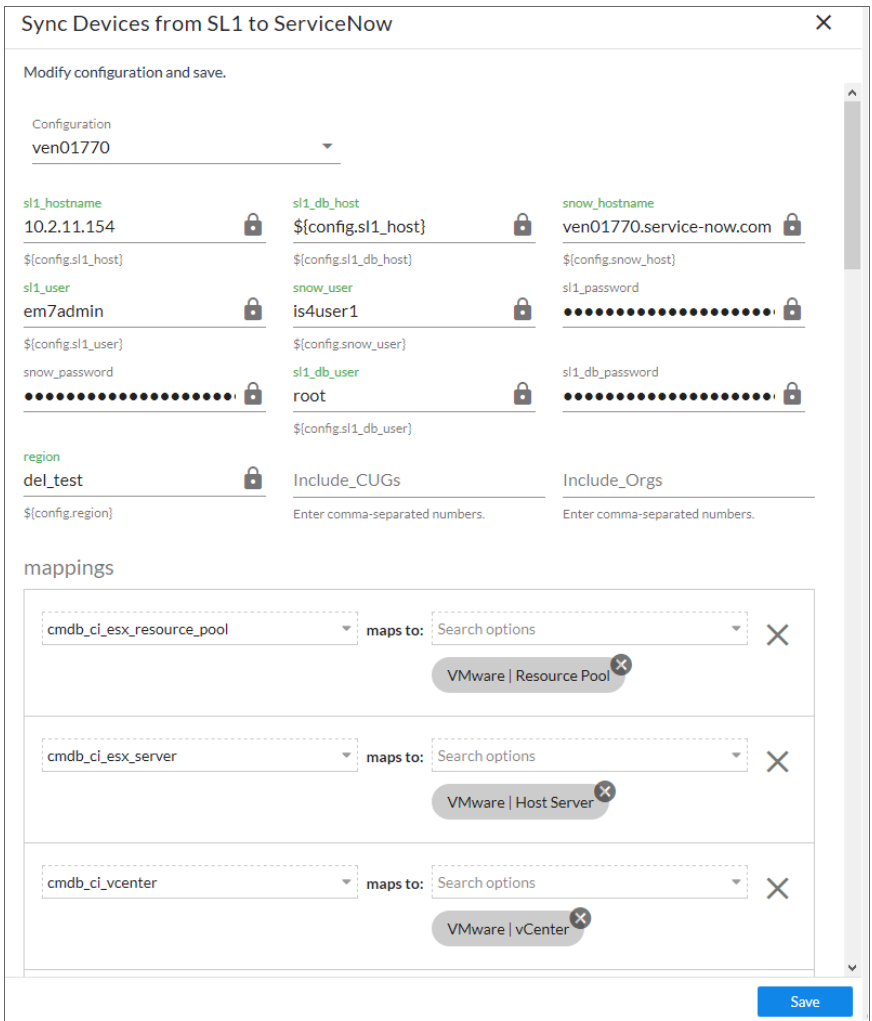 Sync Devices from SL1 to ServiceNow
Modify configuration and save.
Configuration
ven01770
sl1_hostname sl1_db_host snow_hostname
10.2.11.154 ${config.sl1_host} ven01770.service-now.com
${config.sl1_host} ${config.sl1_db_host} ${config.snow_host}
sl1_user snow_user sl1_password
em7admin is4user1 ••••••••••••••••••••
${config.sl1_user} ${config.snow_user}
snow_password sl1_db_user sl1_db_password
•••••••••••••••••••• root ••••••••••••••••••••
${config.sl1_db_user}
region
del_test Include_CUGs Include_Orgs
${config.region} Enter comma-separated numbers. Enter comma-separated numbers.
mappings
cmdb_ci_esx_resource_pool maps to: Search options
VMware | Resource Pool
cmdb_ci_esx_server maps to: Search options
VMware | Host Server
cmdb_ci_vcenter maps to: Search options
VMware | vCenter
Save